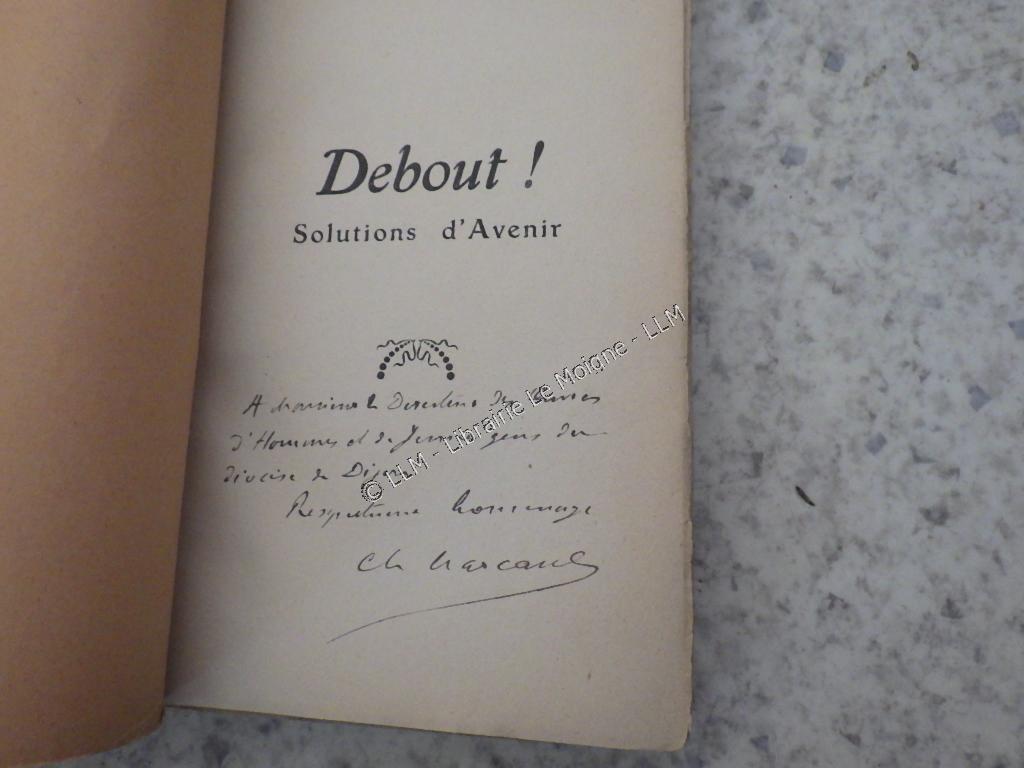 Debout !
Solutions d'Avenir
A Monsieur le Directeur des Œuvres
d'Hommes et de Jeunes gens du
diocèse de Dijon
Respectueux hommage
Ch
© LLM - Librairie Le Moigne - LLM